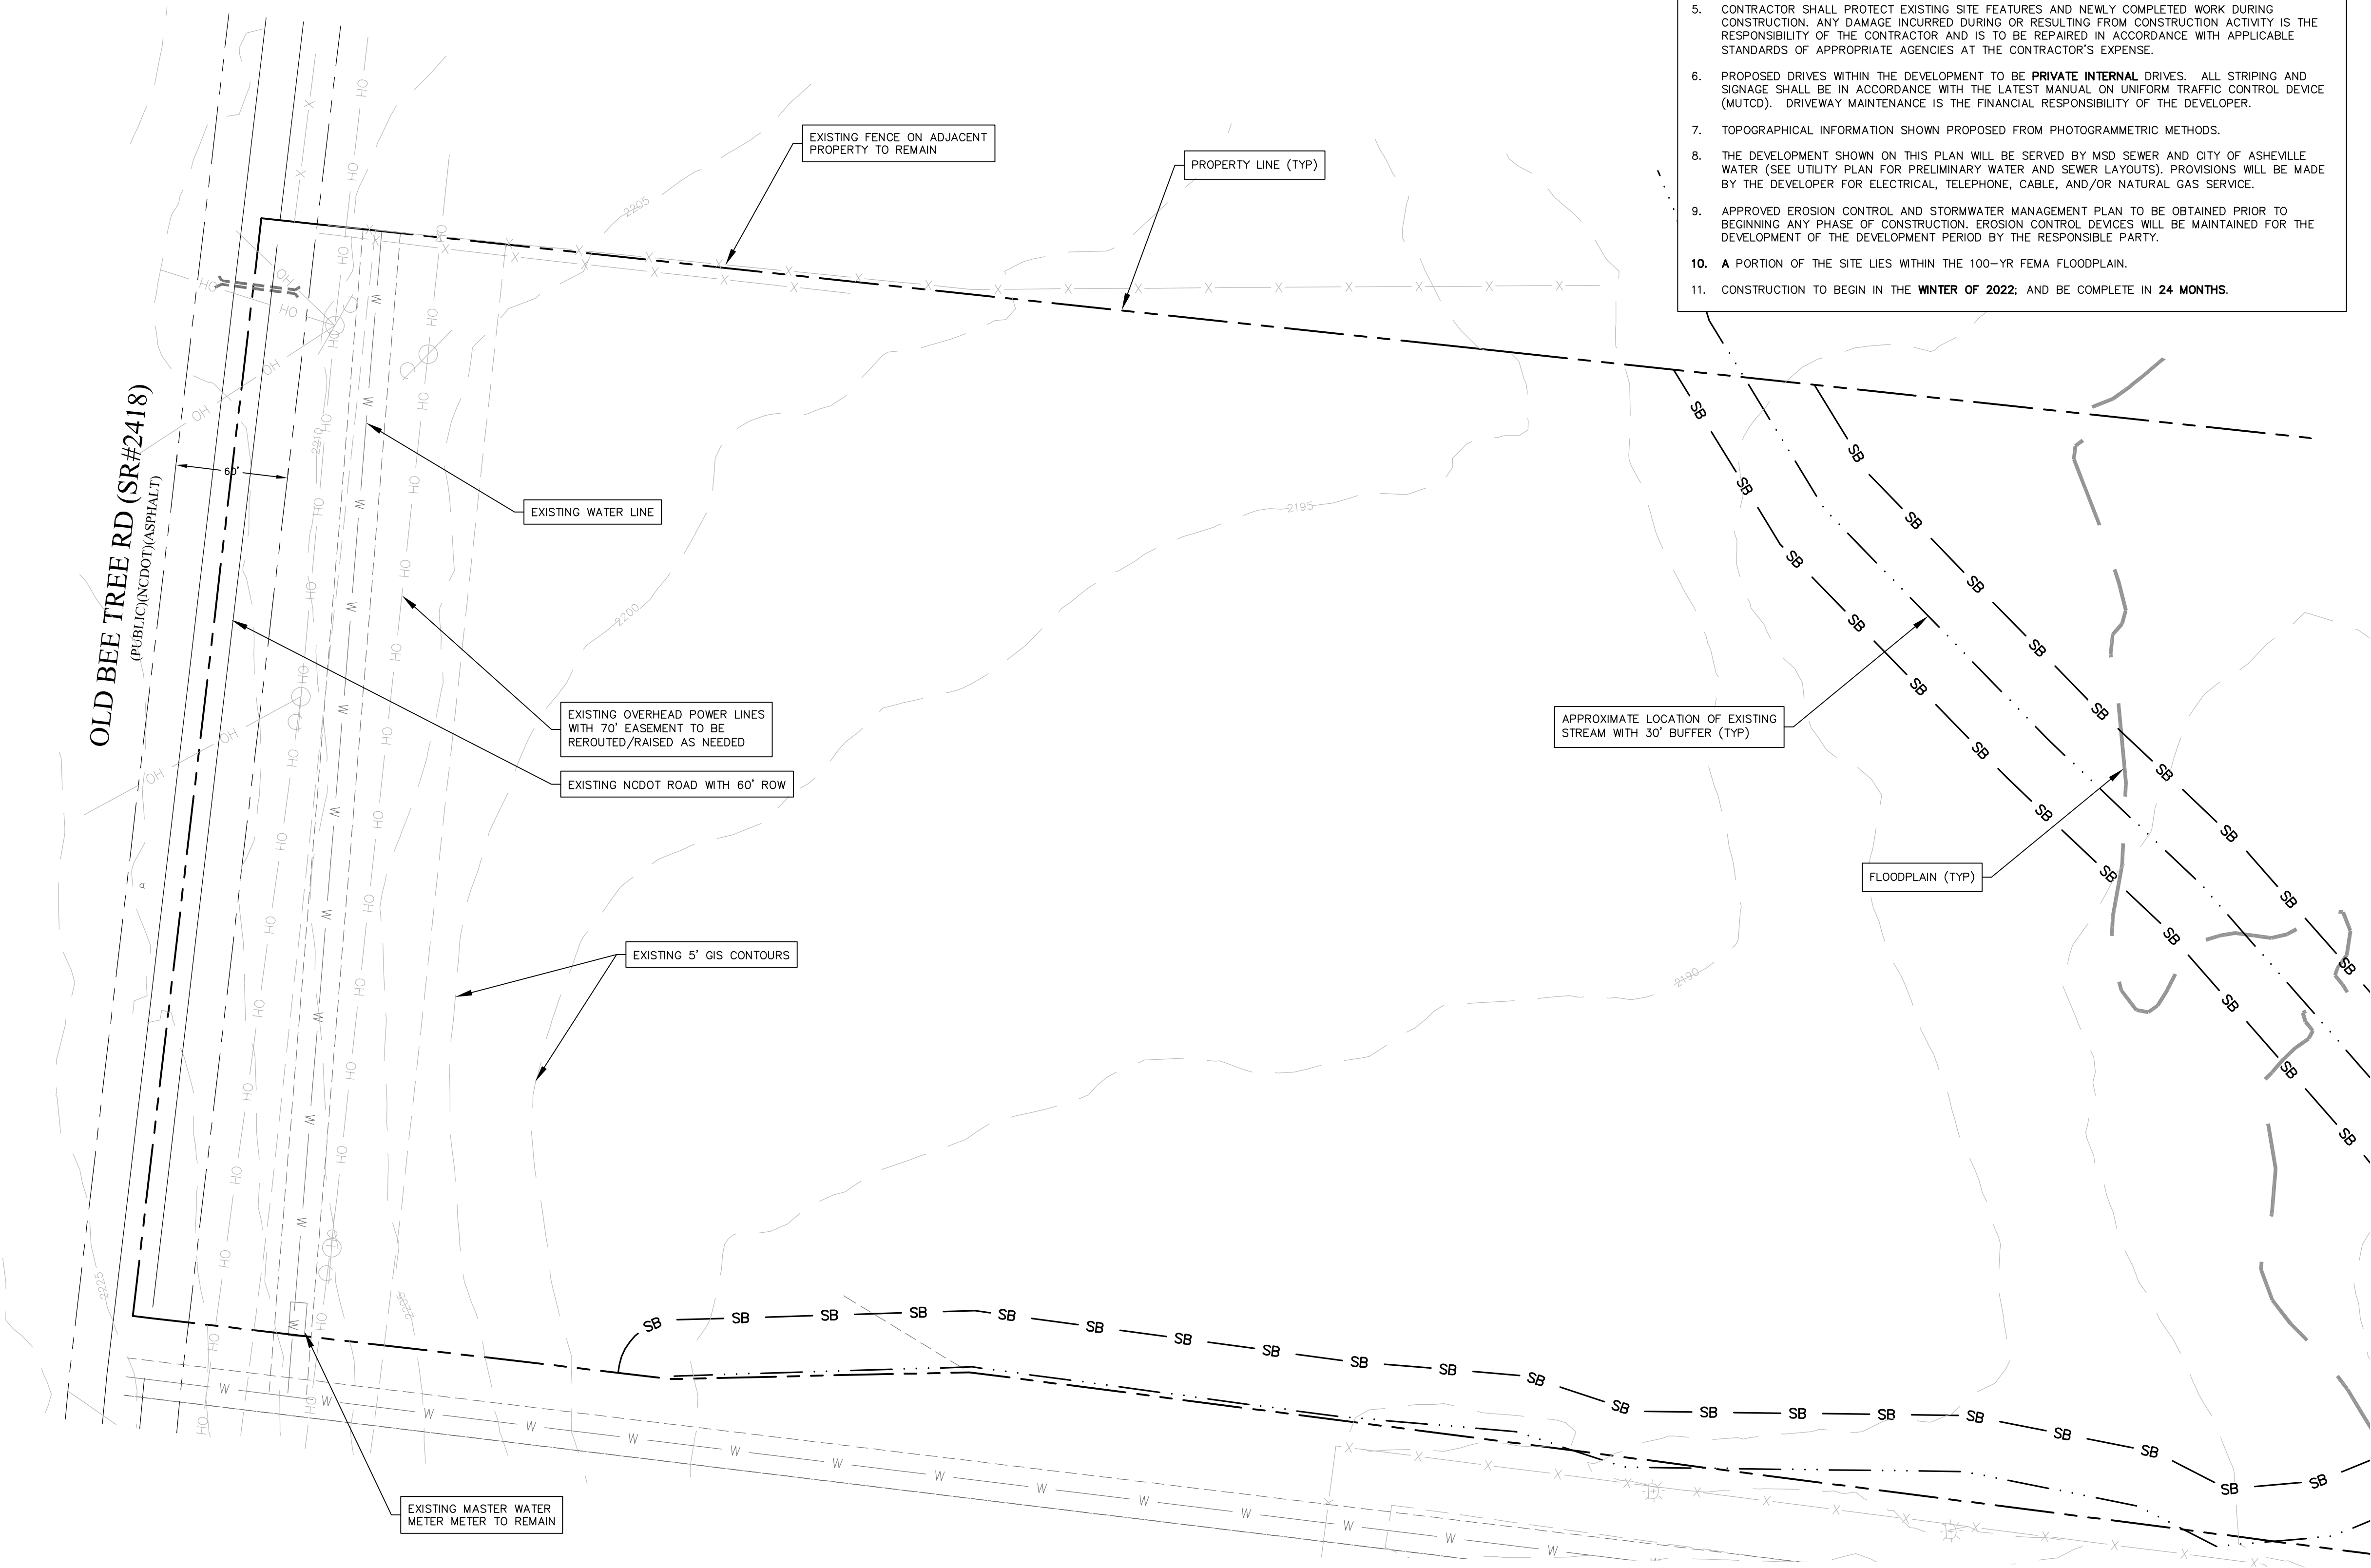 5. CONTRACTOR SHALL PROTECT EXISTING SITE FEATURES AND NEWLY COMPLETED WORK DURING
CONSTRUCTION. ANY DAMAGE INCURRED DURING OR RESULTING FROM CONSTRUCTION ACTIVITY IS THE
RESPONSIBILITY OF THE CONTRACTOR AND IS TO BE REPAIRED IN ACCORDANCE WITH APPLICABLE
STANDARDS OF APPROPRIATE AGENCIES AT THE CONTRACTOR'S EXPENSE.
6. PROPOSED DRIVES WITHIN THE DEVELOPMENT TO BE PRIVATE INTERNAL DRIVES. ALL STRIPING AND
SIGNAGE SHALL BE IN ACCORDANCE WITH THE LATEST MANUAL ON UNIFORM TRAFFIC CONTROL DEVICE
(MUTCD). DRIVEWAY MAINTENANCE IS THE FINANCIAL RESPONSIBILITY OF THE DEVELOPER.
7. TOPOGRAPHICAL INFORMATION SHOWN PROPOSED FROM PHOTOGRAMMETRIC METHODS.
8. THE DEVELOPMENT SHOWN ON THIS PLAN WILL BE SERVED BY MSD SEWER AND CITY OF ASHEVILLE
WATER (SEE UTILITY PLAN FOR PRELIMINARY WATER AND SEWER LAYOUTS). PROVISIONS WILL BE MADE
BY THE DEVELOPER FOR ELECTRICAL, TELEPHONE, CABLE, AND/OR NATURAL GAS SERVICE.
9. APPROVED EROSION CONTROL AND STORMWATER MANAGEMENT PLAN TO BE OBTAINED PRIOR TO
BEGINNING ANY PHASE OF CONSTRUCTION. EROSION CONTROL DEVICES WILL BE MAINTAINED FOR THE
DEVELOPMENT OF THE DEVELOPMENT PERIOD BY THE RESPONSIBLE PARTY.
10. A PORTION OF THE SITE LIES WITHIN THE 100-YR FEMA FLOODPLAIN.
11. CONSTRUCTION TO BEGIN IN THE WINTER OF 2022; AND BE COMPLETE IN 24 MONTHS.
EXISTING FENCE ON ADJACENT
PROPERTY TO REMAIN
PROPERTY LINE (TYP)
2205
OLD BEE TREE RD (SR#2418)
(PUBLIC)(NCDOT)(ASPHALT)
60'
2210
EXISTING WATER LINE
2195
2200
EXISTING OVERHEAD POWER LINES
WITH 70' EASEMENT TO BE
REROUTED/RAISED AS NEEDED
EXISTING NCDOT ROAD WITH 60' ROW
APPROXIMATE LOCATION OF EXISTING
STREAM WITH 30' BUFFER (TYP)
FLOODPLAIN (TYP)
EXISTING 5' GIS CONTOURS
2190
2225
2205
EXISTING MASTER WATER
METER METER TO REMAIN
OH
W
X
SB